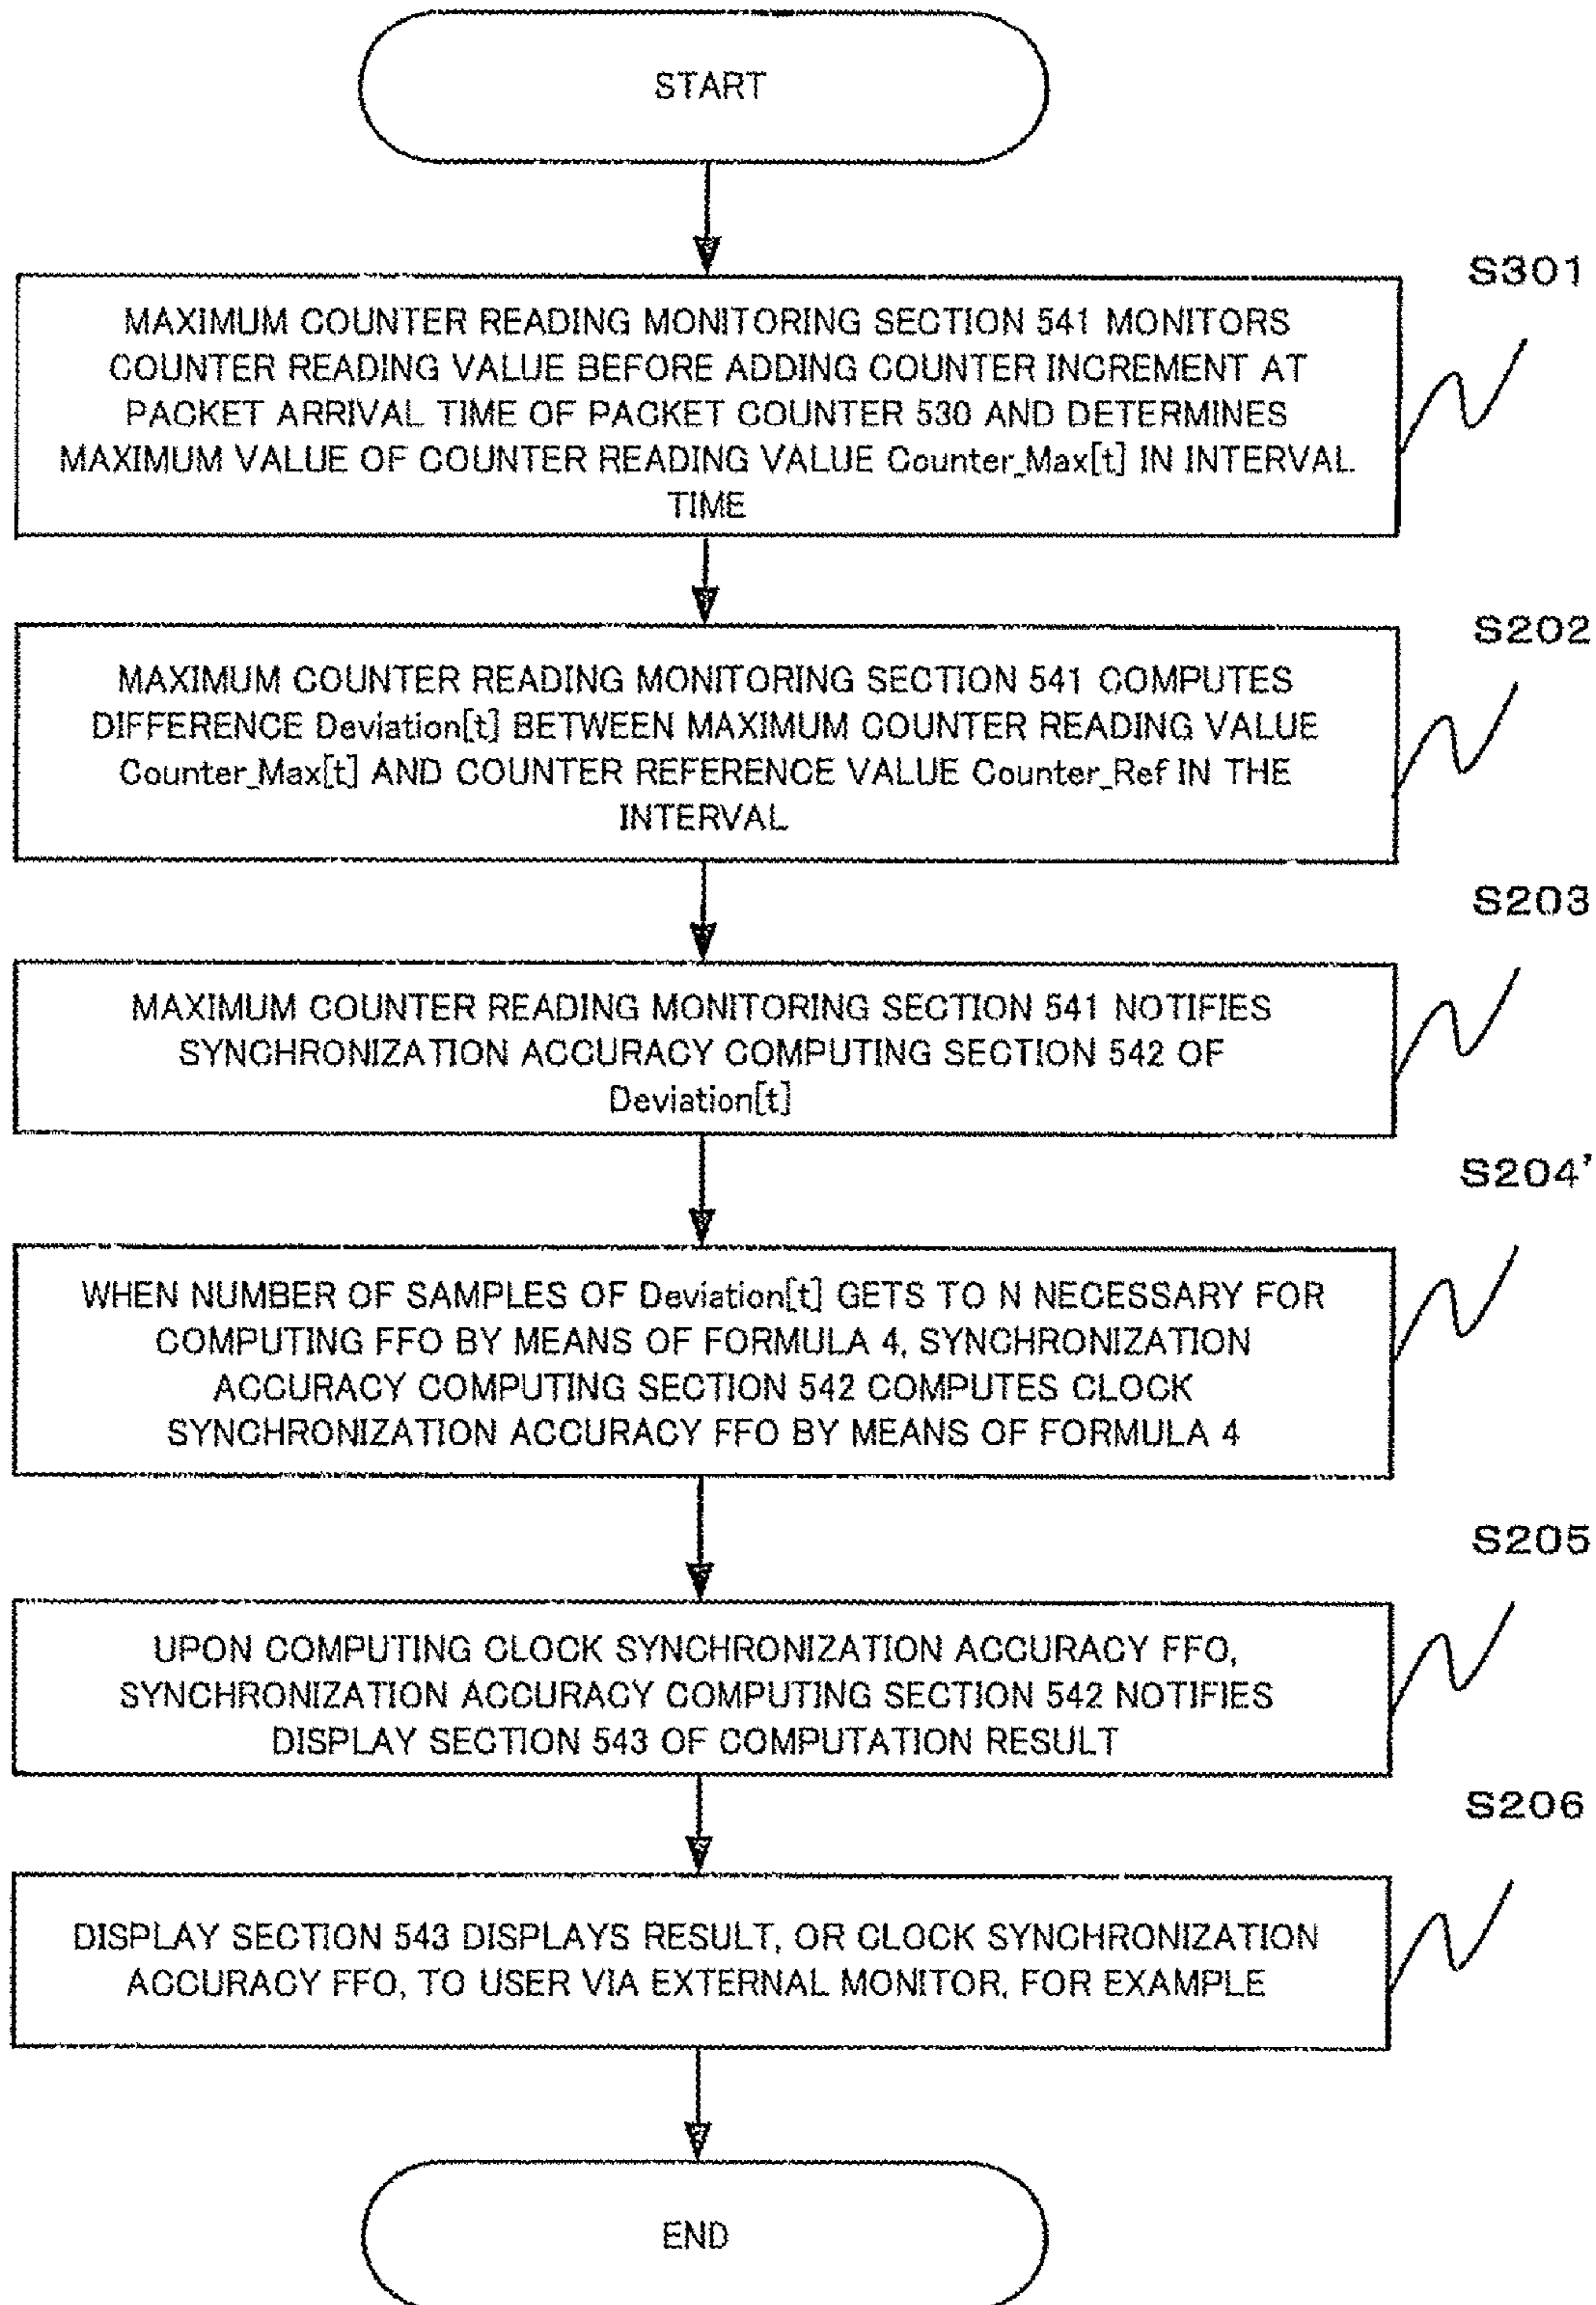 START
S301
MAXIMUM COUNTER READING MONITORING SECTION 541 MONITORS
COUNTER READING VALUE BEFORE ADDING COUNTER INCREMENT AT
PACKET ARRIVAL TIME OF PACKET COUNTER 530 AND DETERMINES
MAXIMUM VALUE OF COUNTER READING VALUE Counter_Max[t] IN INTERVAL
TIME
S202
MAXIMUM COUNTER READING MONITORING SECTION 541 COMPUTES
DIFFERENCE Deviation[t] BETWEEN MAXIMUM COUNTER READING VALUE
Counter_Max[t] AND COUNTER REFERENCE VALUE Counter_Ref IN THE
INTERVAL
S203
MAXIMUM COUNTER READING MONITORING SECTION 541 NOTIFIES
SYNCHRONIZATION ACCURACY COMPUTING SECTION 542 OF
Deviation[t]
S204'
WHEN NUMBER OF SAMPLES OF Deviation[t] GETS TO N NECESSARY FOR
COMPUTING FFO BY MEANS OF FORMULA 4, SYNCHRONIZATION
ACCURACY COMPUTING SECTION 542 COMPUTES CLOCK
SYNCHRONIZATION ACCURACY FFO BY MEANS OF FORMULA 4
S205
UPON COMPUTING CLOCK SYNCHRONIZATION ACCURACY FFO,
SYNCHRONIZATION ACCURACY COMPUTING SECTION 542 NOTIFIES
DISPLAY SECTION 543 OF COMPUTATION RESULT
S206
DISPLAY SECTION 543 DISPLAYS RESULT, OR CLOCK SYNCHRONIZATION
ACCURACY FFO, TO USER VIA EXTERNAL MONITOR, FOR EXAMPLE
END